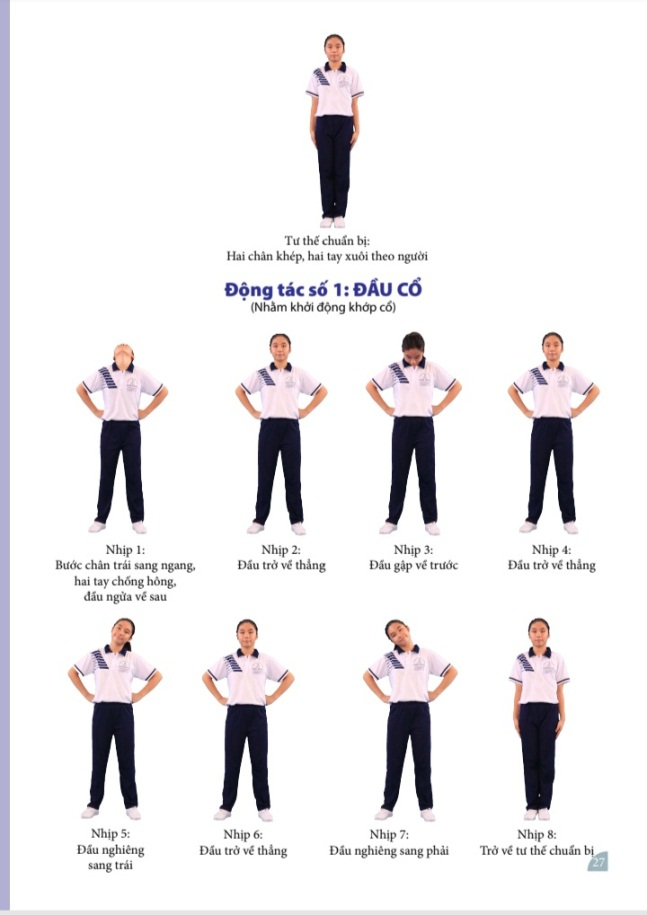 Tư thế chuẩn bị:
Hai chân khép, hai tay xuôi theo người
Động tác số 1: ĐẦU CỔ
(Nhằm khởi động khớp cổ)
Nhịp 1:
Bước chân trái sang ngang,
hai tay chống hông,
đầu ngửa về sau
Nhịp 2:
Đầu trở về thẳng
Nhịp 3:
Đầu gập về trước
Nhịp 4:
Đầu trở về thẳng
Nhịp 5:
Đầu nghiêng
sang trái
Nhịp 6:
Đầu trở về thẳng
Nhịp 7:
Đầu nghiêng sang phải
Nhịp 8:
Trở về tư thế chuẩn bị
27